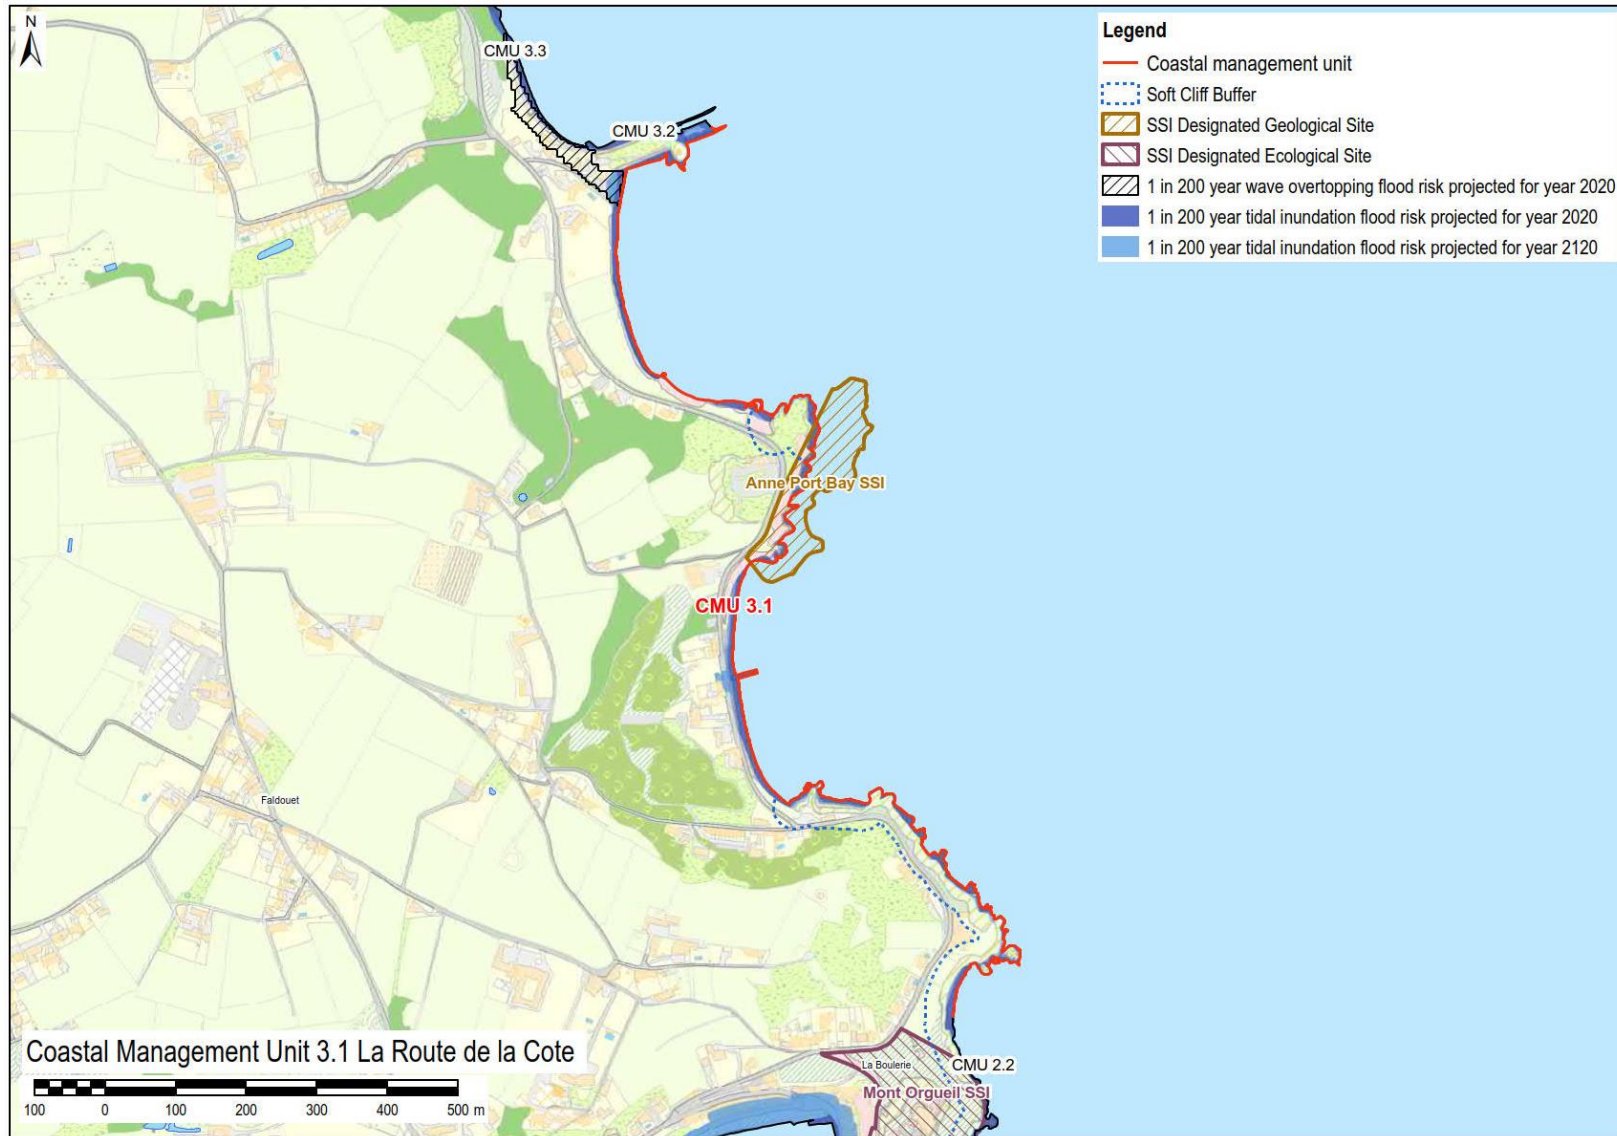 N
CMU 3.3
CMU 3.2
Legend
Coastal management unit
Soft Cliff Buffer
SSI Designated Geological Site
SSI Designated Ecological Site
1 in 200 year wave overtopping flood risk projected for year 2020
1 in 200 year tidal inundation flood risk projected for year 2020
1 in 200 year tidal inundation flood risk projected for year 2120
Anne Port Bay SSI
CMU 3.1
Faldouet
La Boulerie
CMU 2.2
Mont Orgueil SSI
Coastal Management Unit 3.1 La Route de la Cote
100 0 100 200 300 400 500 m